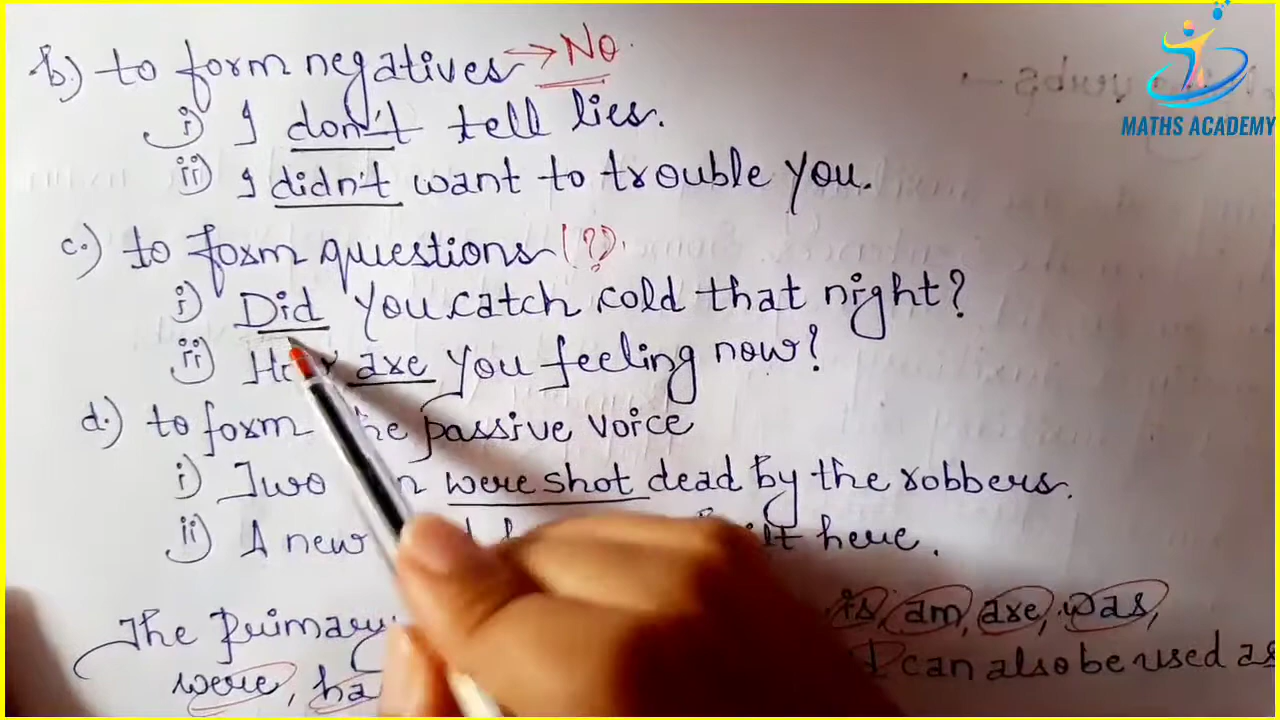 b.) to form negatives → No
i) I don't tell lies.
ii) I didn't want to trouble you.
c.) to form questions (?)
i) Did you catch cold that night?
ii) are you feeling now?
d.) to form passive voice
i) Two were shot dead by the robbers.
ii) A new here.
The Primary is, am, are, was,
were, can also be used as
MATHS ACADEMY